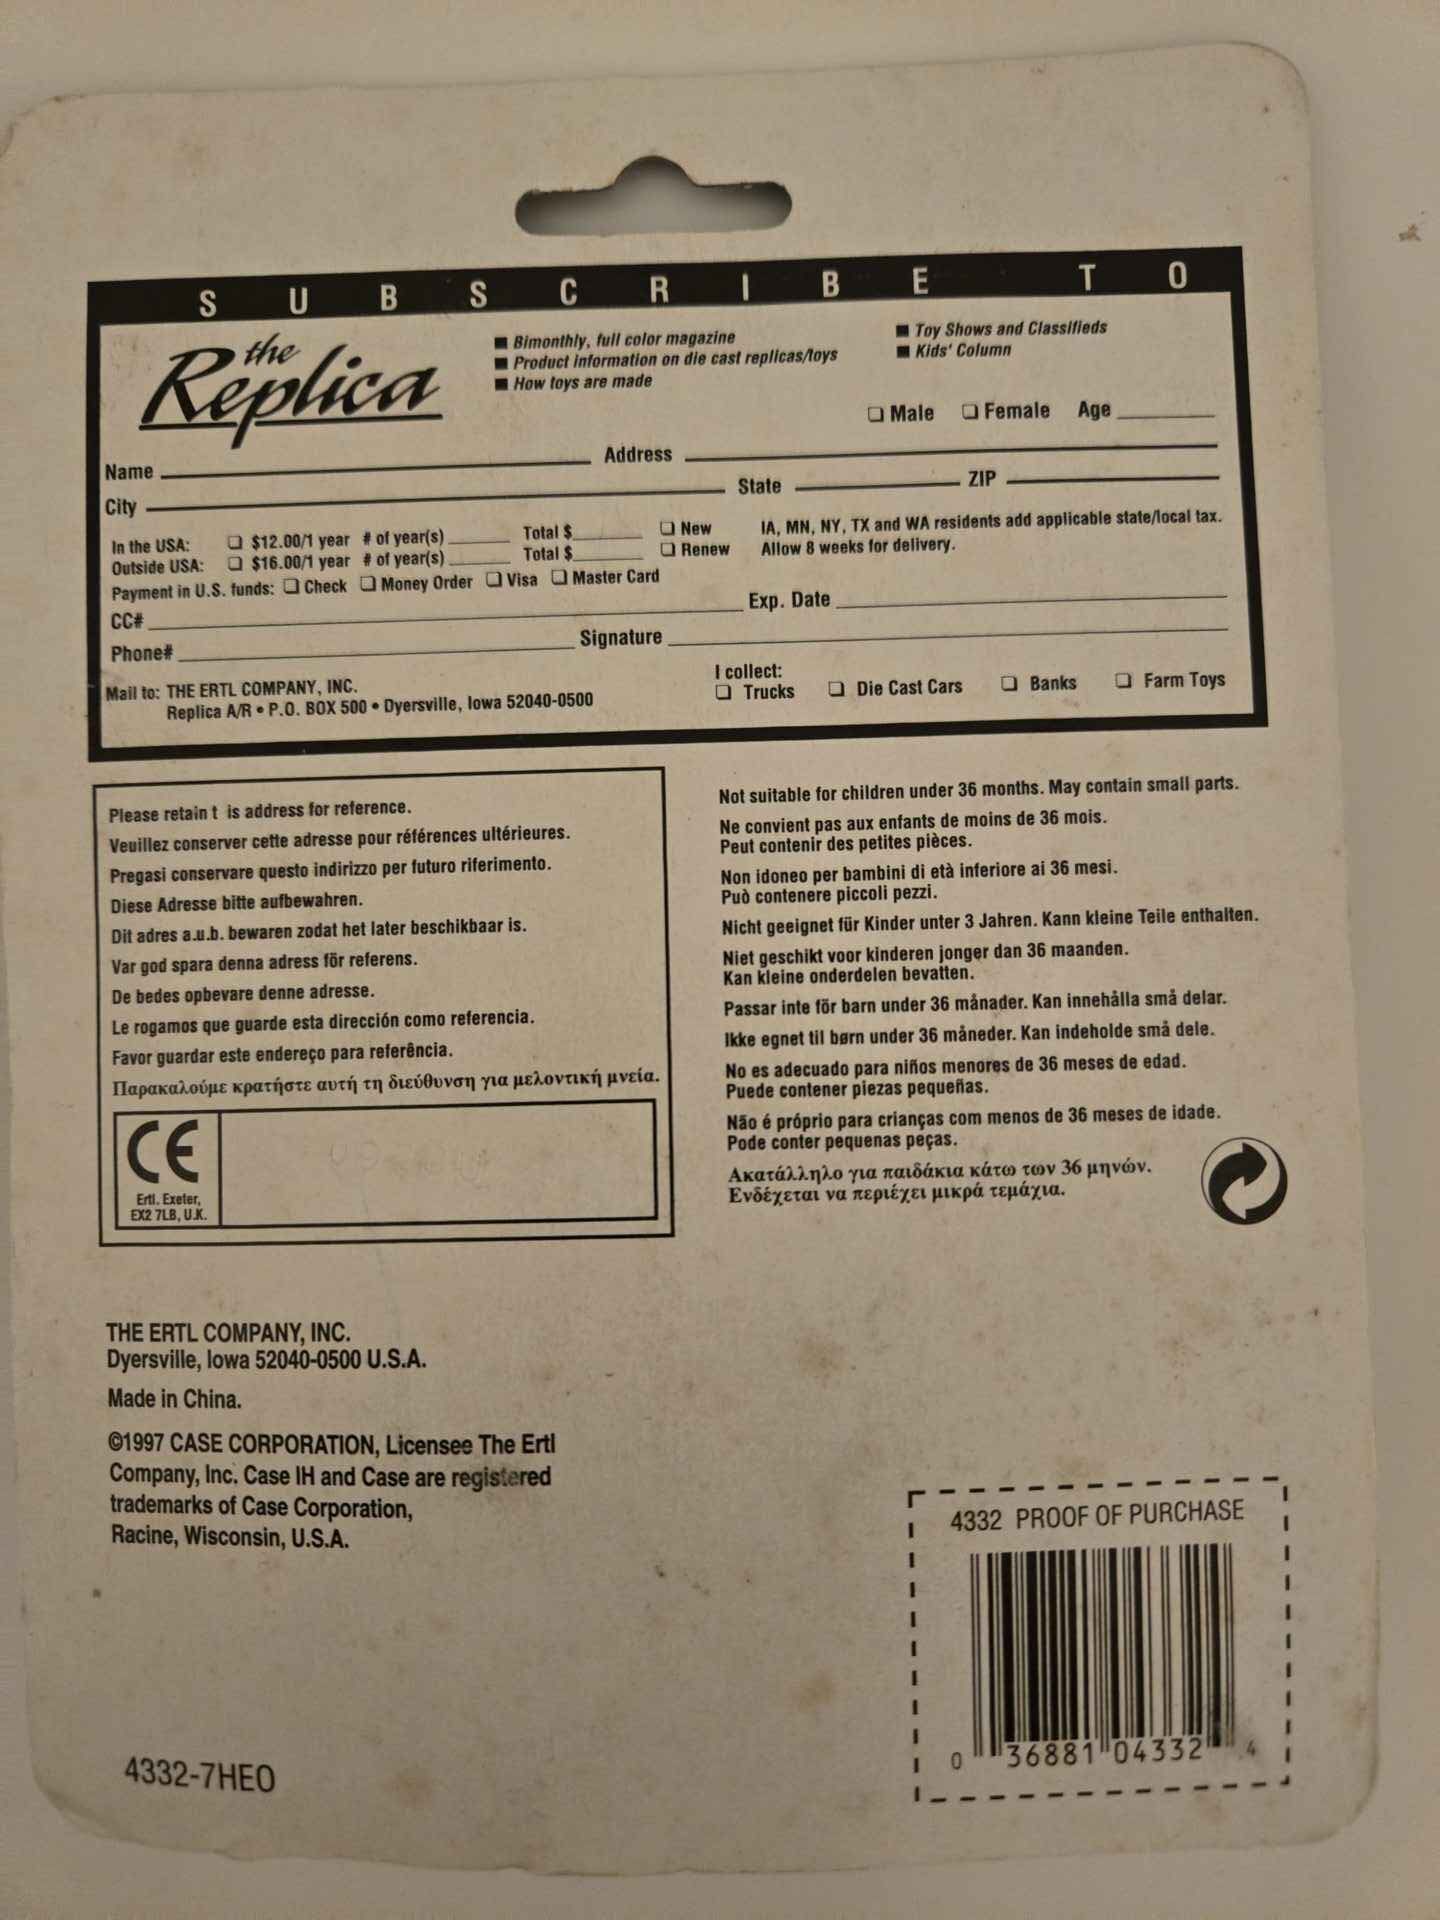 SUBSCRIBE TO
the
Replica
■ Bimonthly, full color magazine
■ Product information on die cast replicas/toys
■ How toys are made
■ Toy Shows and Classifieds
■ Kids' Column
❑ Male ❑ Female Age
Name Address
City State ZIP
In the USA: ❑ $12.00/1 year # of year(s) Total $ ❑ New
Outside USA: ❑ $16.00/1 year # of year(s) Total $ ❑ Renew
IA, MN, NY, TX and WA residents add applicable state/local tax.
Allow 8 weeks for delivery.
Payment in U.S. funds: ❑ Check ❑ Money Order ❑ Visa ❑ Master Card
CC# Exp. Date
Phone# Signature
Mail to: THE ERTL COMPANY, INC.
Replica A/R • P.O. BOX 500 • Dyersville, Iowa 52040-0500
I collect:
❑ Trucks ❑ Die Cast Cars ❑ Banks ❑ Farm Toys
Please retain t is address for reference.
Veuillez conserver cette adresse pour références ultérieures.
Pregasi conservare questo indirizzo per futuro riferimento.
Diese Adresse bitte aufbewahren.
Dit adres a.u.b. bewaren zodat het later beschikbaar is.
Var god spara denna adress för referens.
De bedes opbevare denne adresse.
Le rogamos que guarde esta dirección como referencia.
Favor guardar este endereço para referência.
Παρακαλούμε κρατήστε αυτή τη διεύθυνση για μελοντική μνεία.
CE
Ertl. Exeter,
EX2 7LB, U.K.
Not suitable for children under 36 months. May contain small parts.
Ne convient pas aux enfants de moins de 36 mois.
Peut contenir des petites pièces.
Non idoneo per bambini di età inferiore ai 36 mesi.
Può contenere piccoli pezzi.
Nicht geeignet für Kinder unter 3 Jahren. Kann kleine Teile enthalten.
Niet geschikt voor kinderen jonger dan 36 maanden.
Kan kleine onderdelen bevatten.
Passar inte för barn under 36 månader. Kan innehålla små delar.
Ikke egnet til børn under 36 måneder. Kan indeholde små dele.
No es adecuado para niños menores de 36 meses de edad.
Puede contener piezas pequeñas.
Não é próprio para crianças com menos de 36 meses de idade.
Pode conter pequenas peças.
Ακατάλληλο για παιδάκια κάτω των 36 μηνών.
Ενδέχεται να περιέχει μικρά τεμάχια.
THE ERTL COMPANY, INC.
Dyersville, Iowa 52040-0500 U.S.A.
Made in China.
©1997 CASE CORPORATION, Licensee The Ertl
Company, Inc. Case IH and Case are registered
trademarks of Case Corporation,
Racine, Wisconsin, U.S.A.
4332 PROOF OF PURCHASE
0 36881 04332 4
4332-7HEO